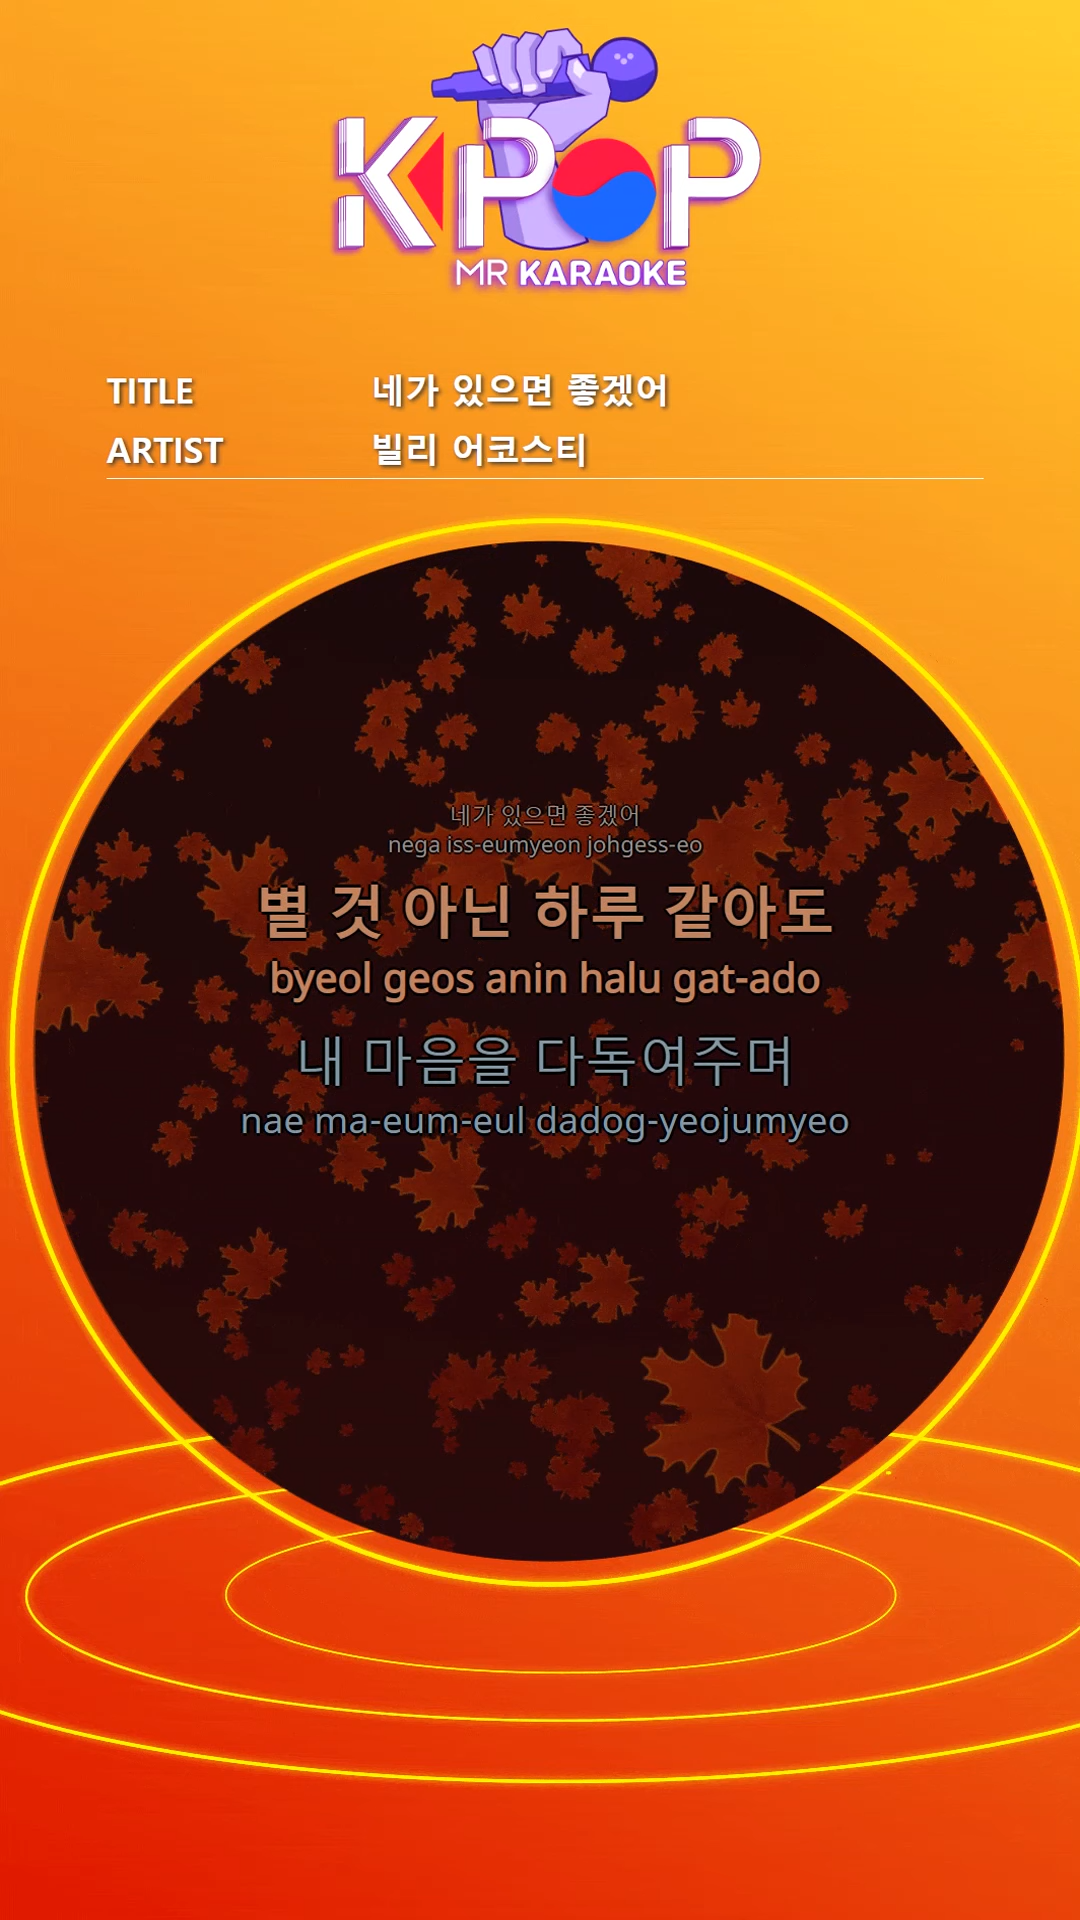 KPOP
MR KARAOKE
TITLE 네가 있으면 좋겠어
ARTIST 빌리 어코스티
네가 있으면 좋겠어
nega iss-eumyeon johgess-eo
별 것 아닌 하루 같아도
byeol geos anin halu gat-ado
내 마음을 다독여주며
nae ma-eum-eul dadog-yeojumyeo